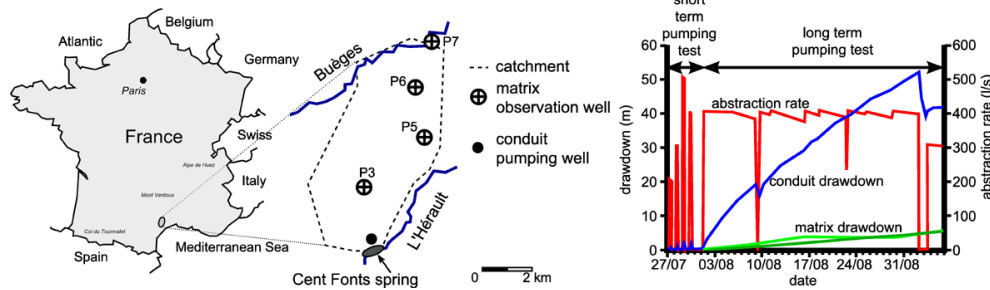 Belgium
Atlantic
Germany
Paris
France
Swiss
Alpe de Huez
Italy
Mont Ventoux
Col du Tourmalet
Spain
Mediterranean Sea
Buèges
P7
P6
P5
P3
L'Hérault
Cent Fonts spring
catchment
matrix
observation well
conduit
pumping well
0
2 km
short
term
pumping
test
long term
pumping test
60
50
40
30
20
10
0
drawdown (m)
600
500
400
300
200
100
0
abstraction rate (l/s)
abstraction rate
conduit drawdown
matrix drawdown
27/07 03/08 10/08 17/08 24/08 31/08
date